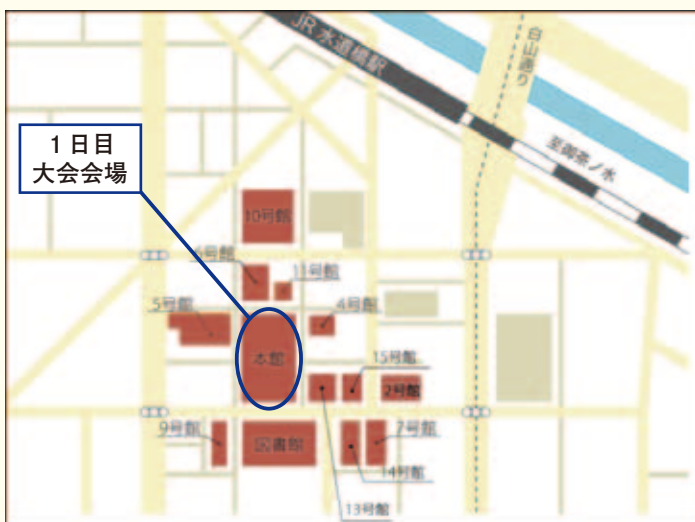 JR 水道橋駅
白山通り
至御茶ノ水
1日目
大会会場
10号館
6号館
11号館
5号館
4号館
本館
15号館
2号館
9号館
図書館
7号館
14号館
13号館